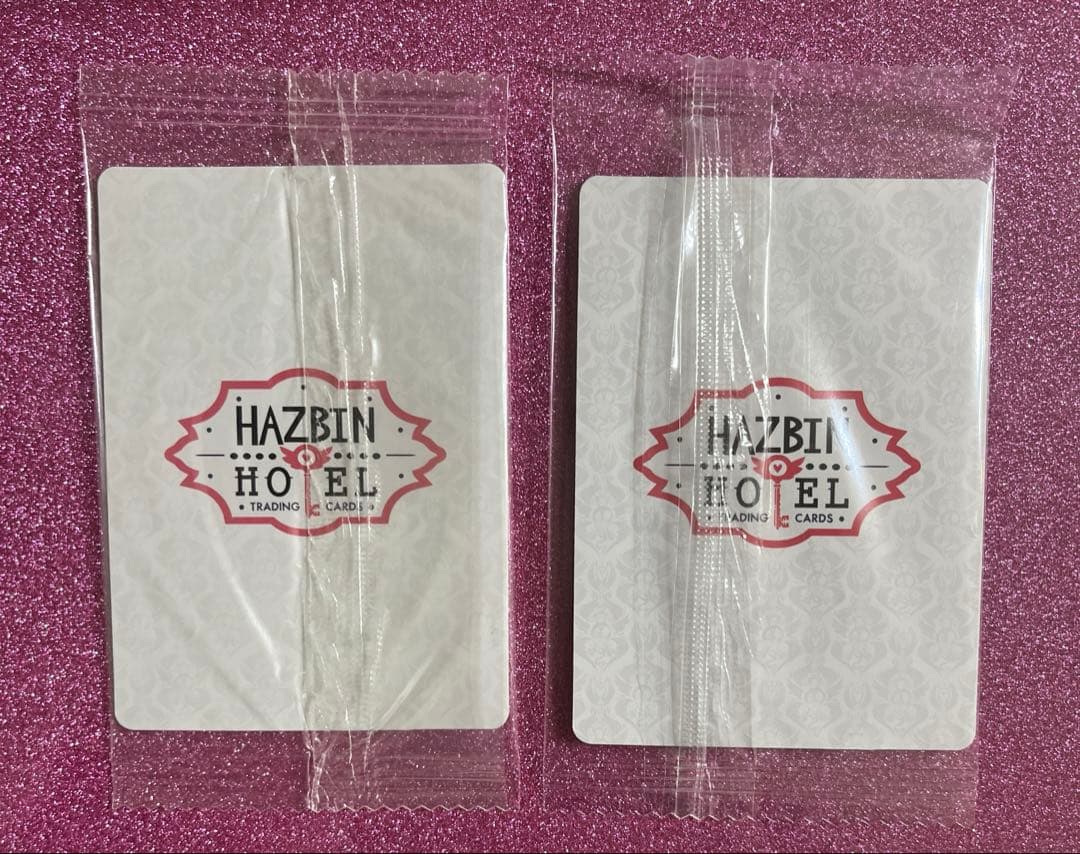 HAZBIN
HOTEL
• TRADING CARDS •
HAZBIN
HOTEL
TRADING CARDS •